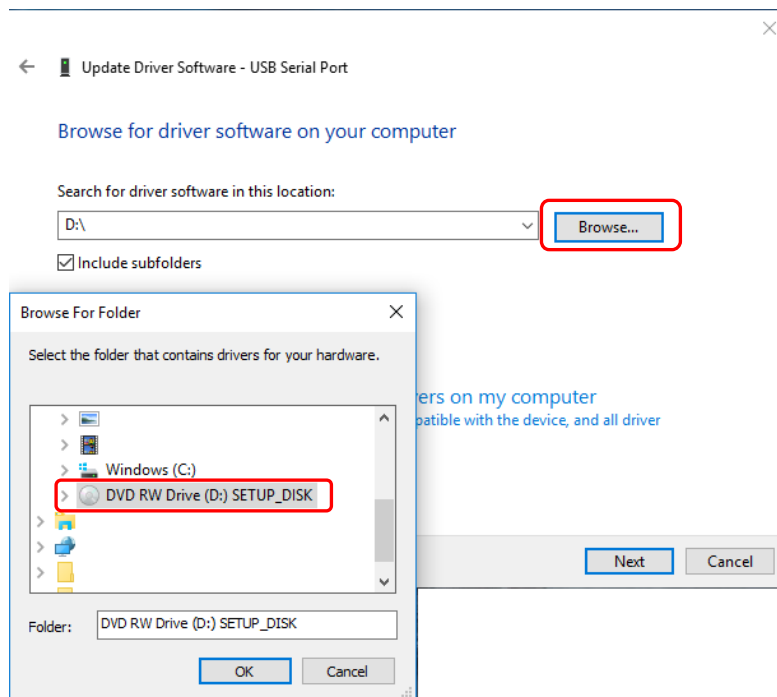 Update Driver Software - USB Serial Port
Browse for driver software on your computer
Search for driver software in this location:
D:\
Browse...
Include subfolders
Browse For Folder
Select the folder that contains drivers for your hardware.
ers on my computer
patible with the device, and all driver
Windows (C:)
DVD RW Drive (D:) SETUP_DISK
Next
Cancel
Folder:
DVD RW Drive (D:) SETUP_DISK
OK
Cancel